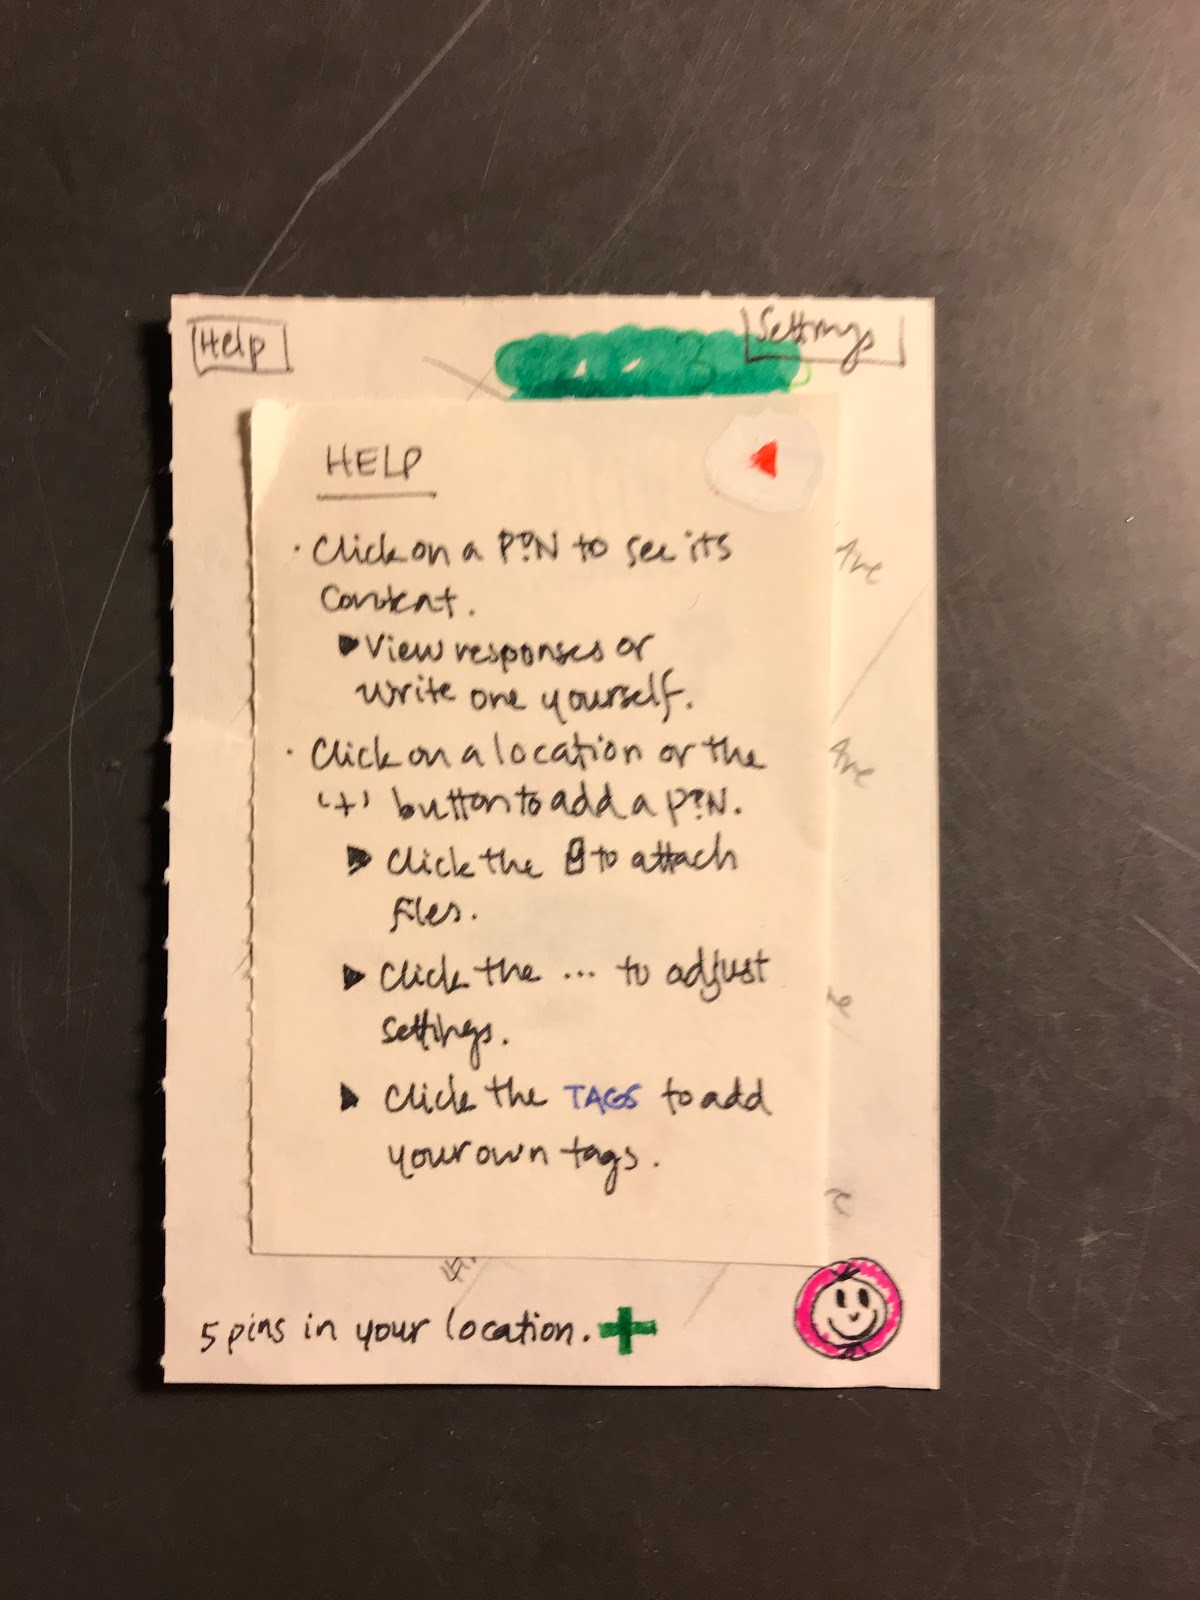 Help
Settings
HELP
· Click on a P?N to see its
content.
▶ View responses or
write one yourself.
· Click on a location or the
'+' button to add a P?N.
▶ Click the to attach
files.
▶ Click the ... to adjust
settings.
▶ Click the TAGS to add
your own tags.
5 pins in your location. +